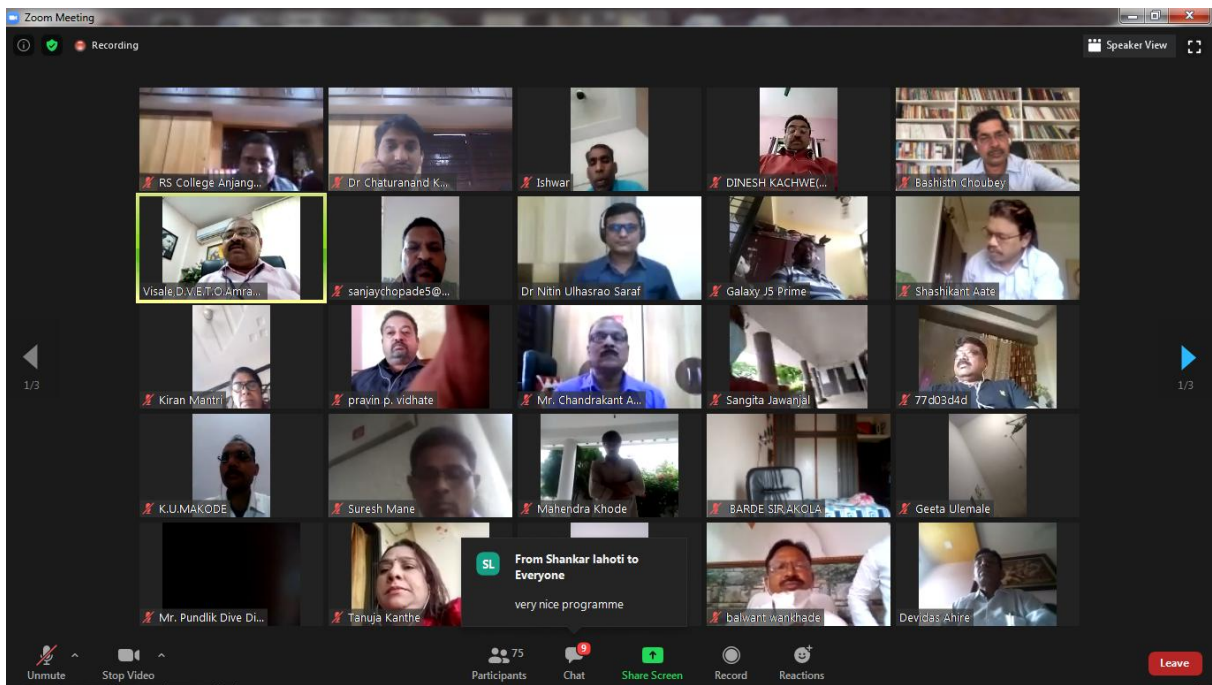 Zoom Meeting
Recording
Speaker View
RS College Anjang...
Dr Chaturanand K...
Ishwar
DINESH KACHWE(...
Bashisth Choubey
Visale.D.V.E.T.O.Amra...
sanjaychopade5@...
Dr Nitin Ulhasrao Saraf
Galaxy J5 Prime
Shashikant Aate
1/3
Kiran Mantri
pravin p. vidhate
Mr. Chandrakant A...
Sangita Jawanjal
77d03d4d
1/3
K.U.MAKODE
Suresh Mane
Mahendra Khode
BARDE SIR,AKOLA
Geeta Ulemale
Mr. Pundlik Dive Di...
Tanuja Kanthe
SL
From Shankar lahoti to
Everyone
very nice programme
balwant wankhade
Devidas Ahire
Unmute
Stop Video
75
Participants
9
Chat
Share Screen
Record
Reactions
Leave